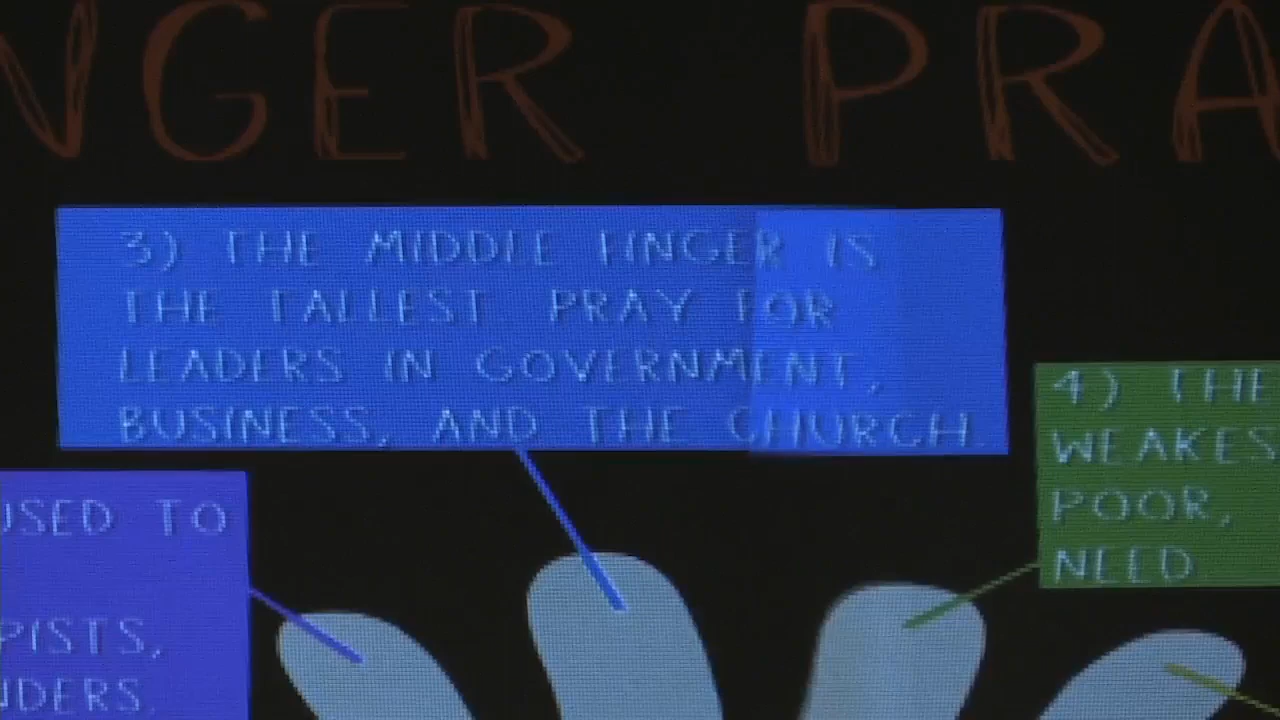 NGER PRA
3) THE MIDDLE FINGER IS
THE TALLEST PRAY FOR
LEADERS IN GOVERNMENT,
BUSINESS, AND THE CHURCH.
4) THE
WEAKES
POOR,
NEED
USED TO
PISTS,
NDERS.